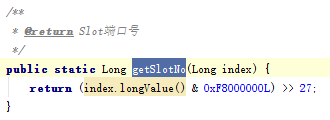 /**
* @return Slot端口号
*/
public static Long getSlotNo(Long index) {
return (index.longValue() & 0xF8000000L) >> 27;
}